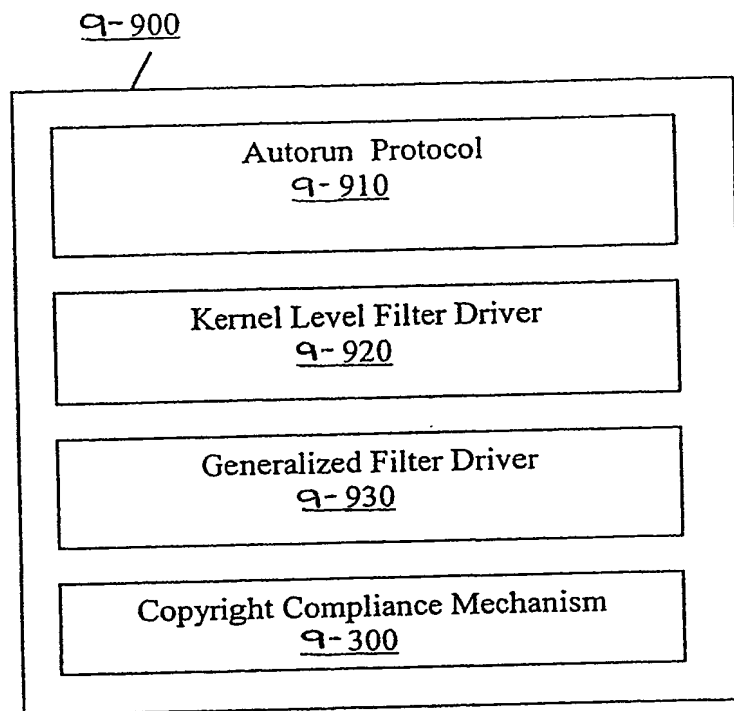 9-900
Autorun Protocol
9-910
Kernel Level Filter Driver
9-920
Generalized Filter Driver
9-930
Copyright Compliance Mechanism
9-300